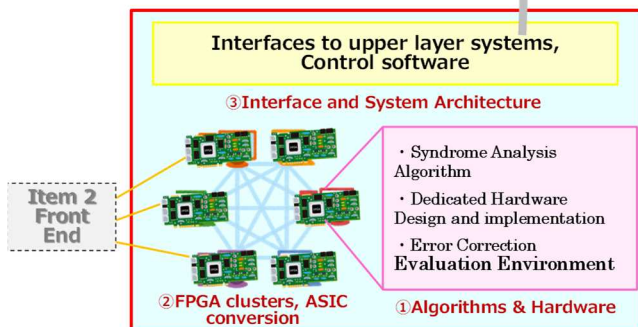 Interfaces to upper layer systems,
Control software
③Interface and System Architecture
Item 2
Front
End
・Syndrome Analysis
Algorithm
・Dedicated Hardware
Design and implementation
・Error Correction
Evaluation Environment
②FPGA clusters, ASIC
conversion
①Algorithms & Hardware